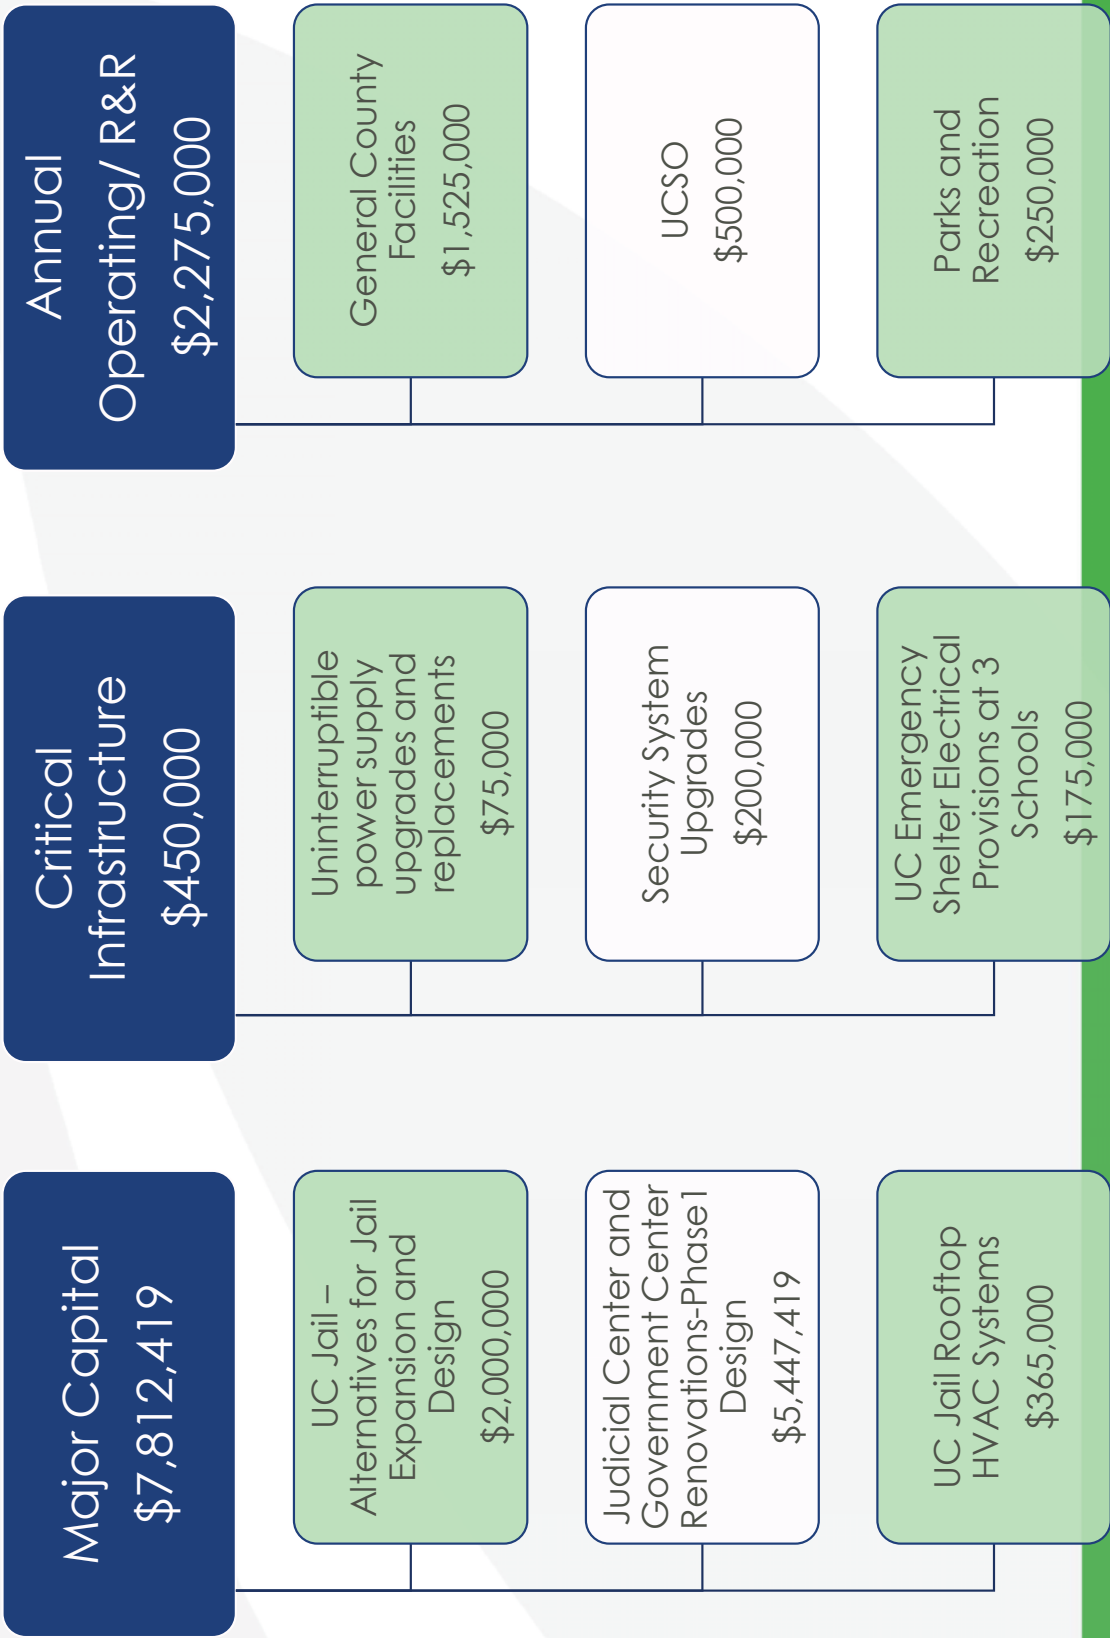 Major Capital
$7,812,419
UC Jail –
Alternatives for Jail
Expansion and
Design
$2,000,000
Judicial Center and
Government Center
Renovations-Phase1
Design
$5,447,419
UC Jail Rooftop
HVAC Systems
$365,000
Critical
Infrastructure
$450,000
Uninterruptible
power supply
upgrades and
replacements
$75,000
Security System
Upgrades
$200,000
UC Emergency
Shelter Electrical
Provisions at 3
Schools
$175,000
Annual
Operating/ R&R
$2,275,000
General County
Facilities
$1,525,000
UCSO
$500,000
Parks and
Recreation
$250,000